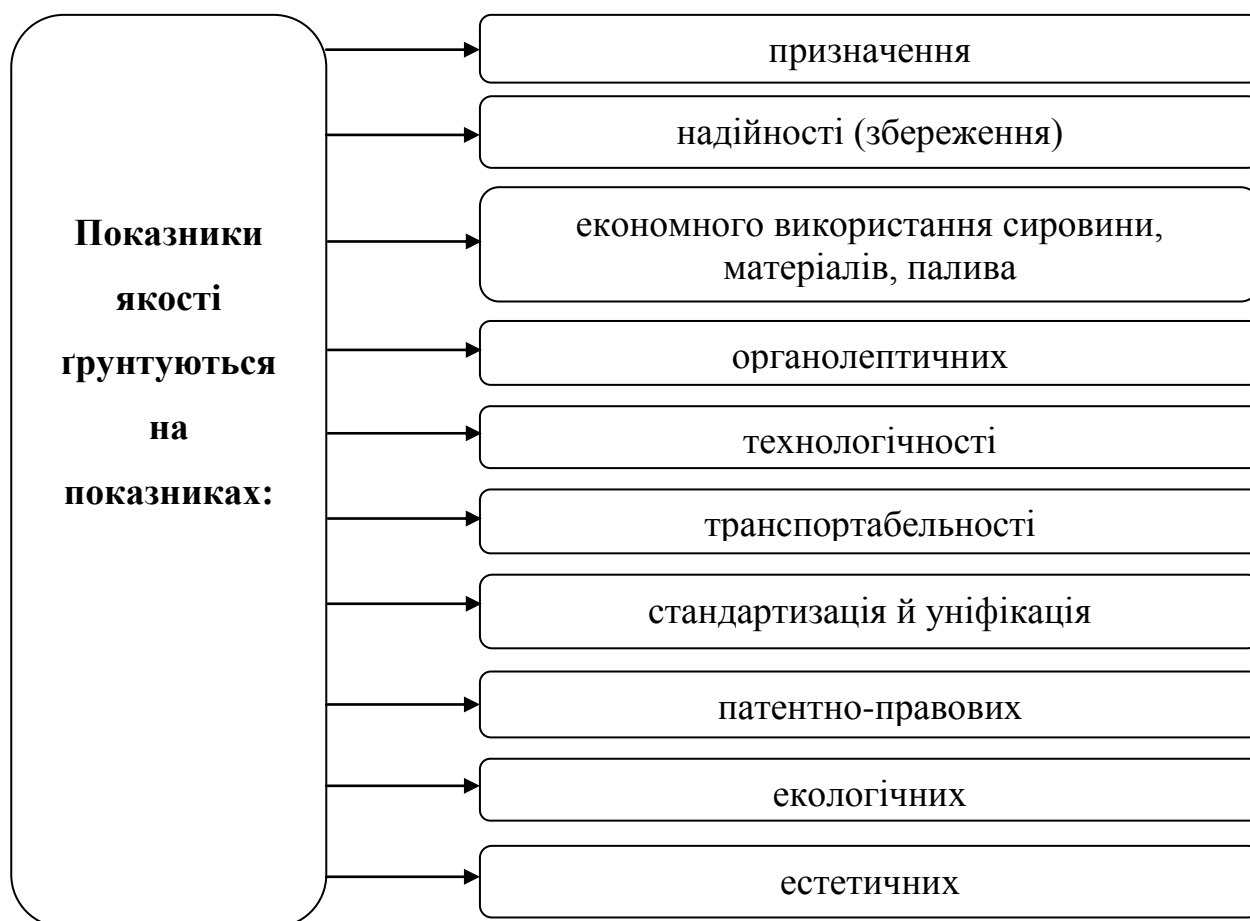 Показники
якості
ґрунтуються
на
показниках:
призначення
надійності (збереження)
економного використання сировини,
матеріалів, палива
органолептичних
технологічності
транспортабельності
стандартизація й уніфікація
патентно-правових
екологічних
естетичних